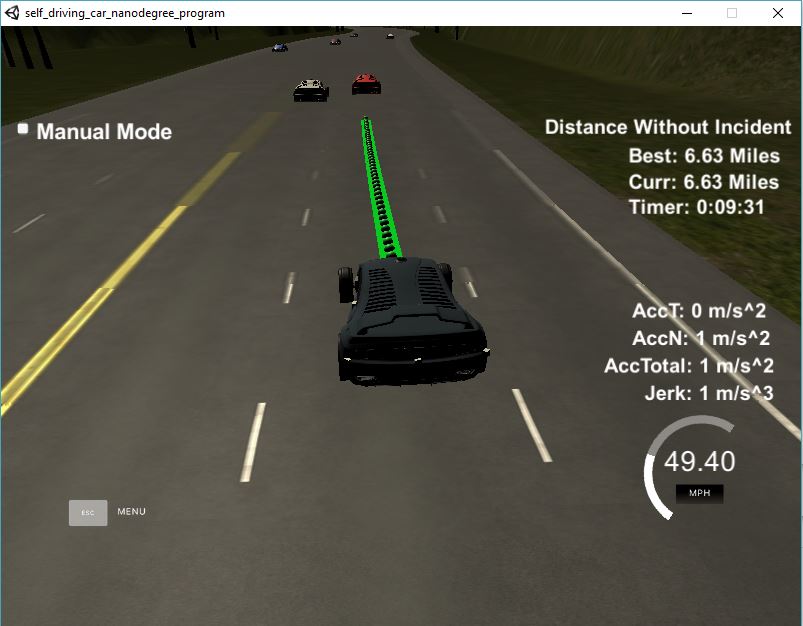 self_driving_car_nanodegree_program
Manual Mode
Distance Without Incident
Best: 6.63 Miles
Curr: 6.63 Miles
Timer: 0:09:31
AccT: 0 m/s^2
AccN: 1 m/s^2
AccTotal: 1 m/s^2
Jerk: 1 m/s^3
49.40
MPH
ESC MENU